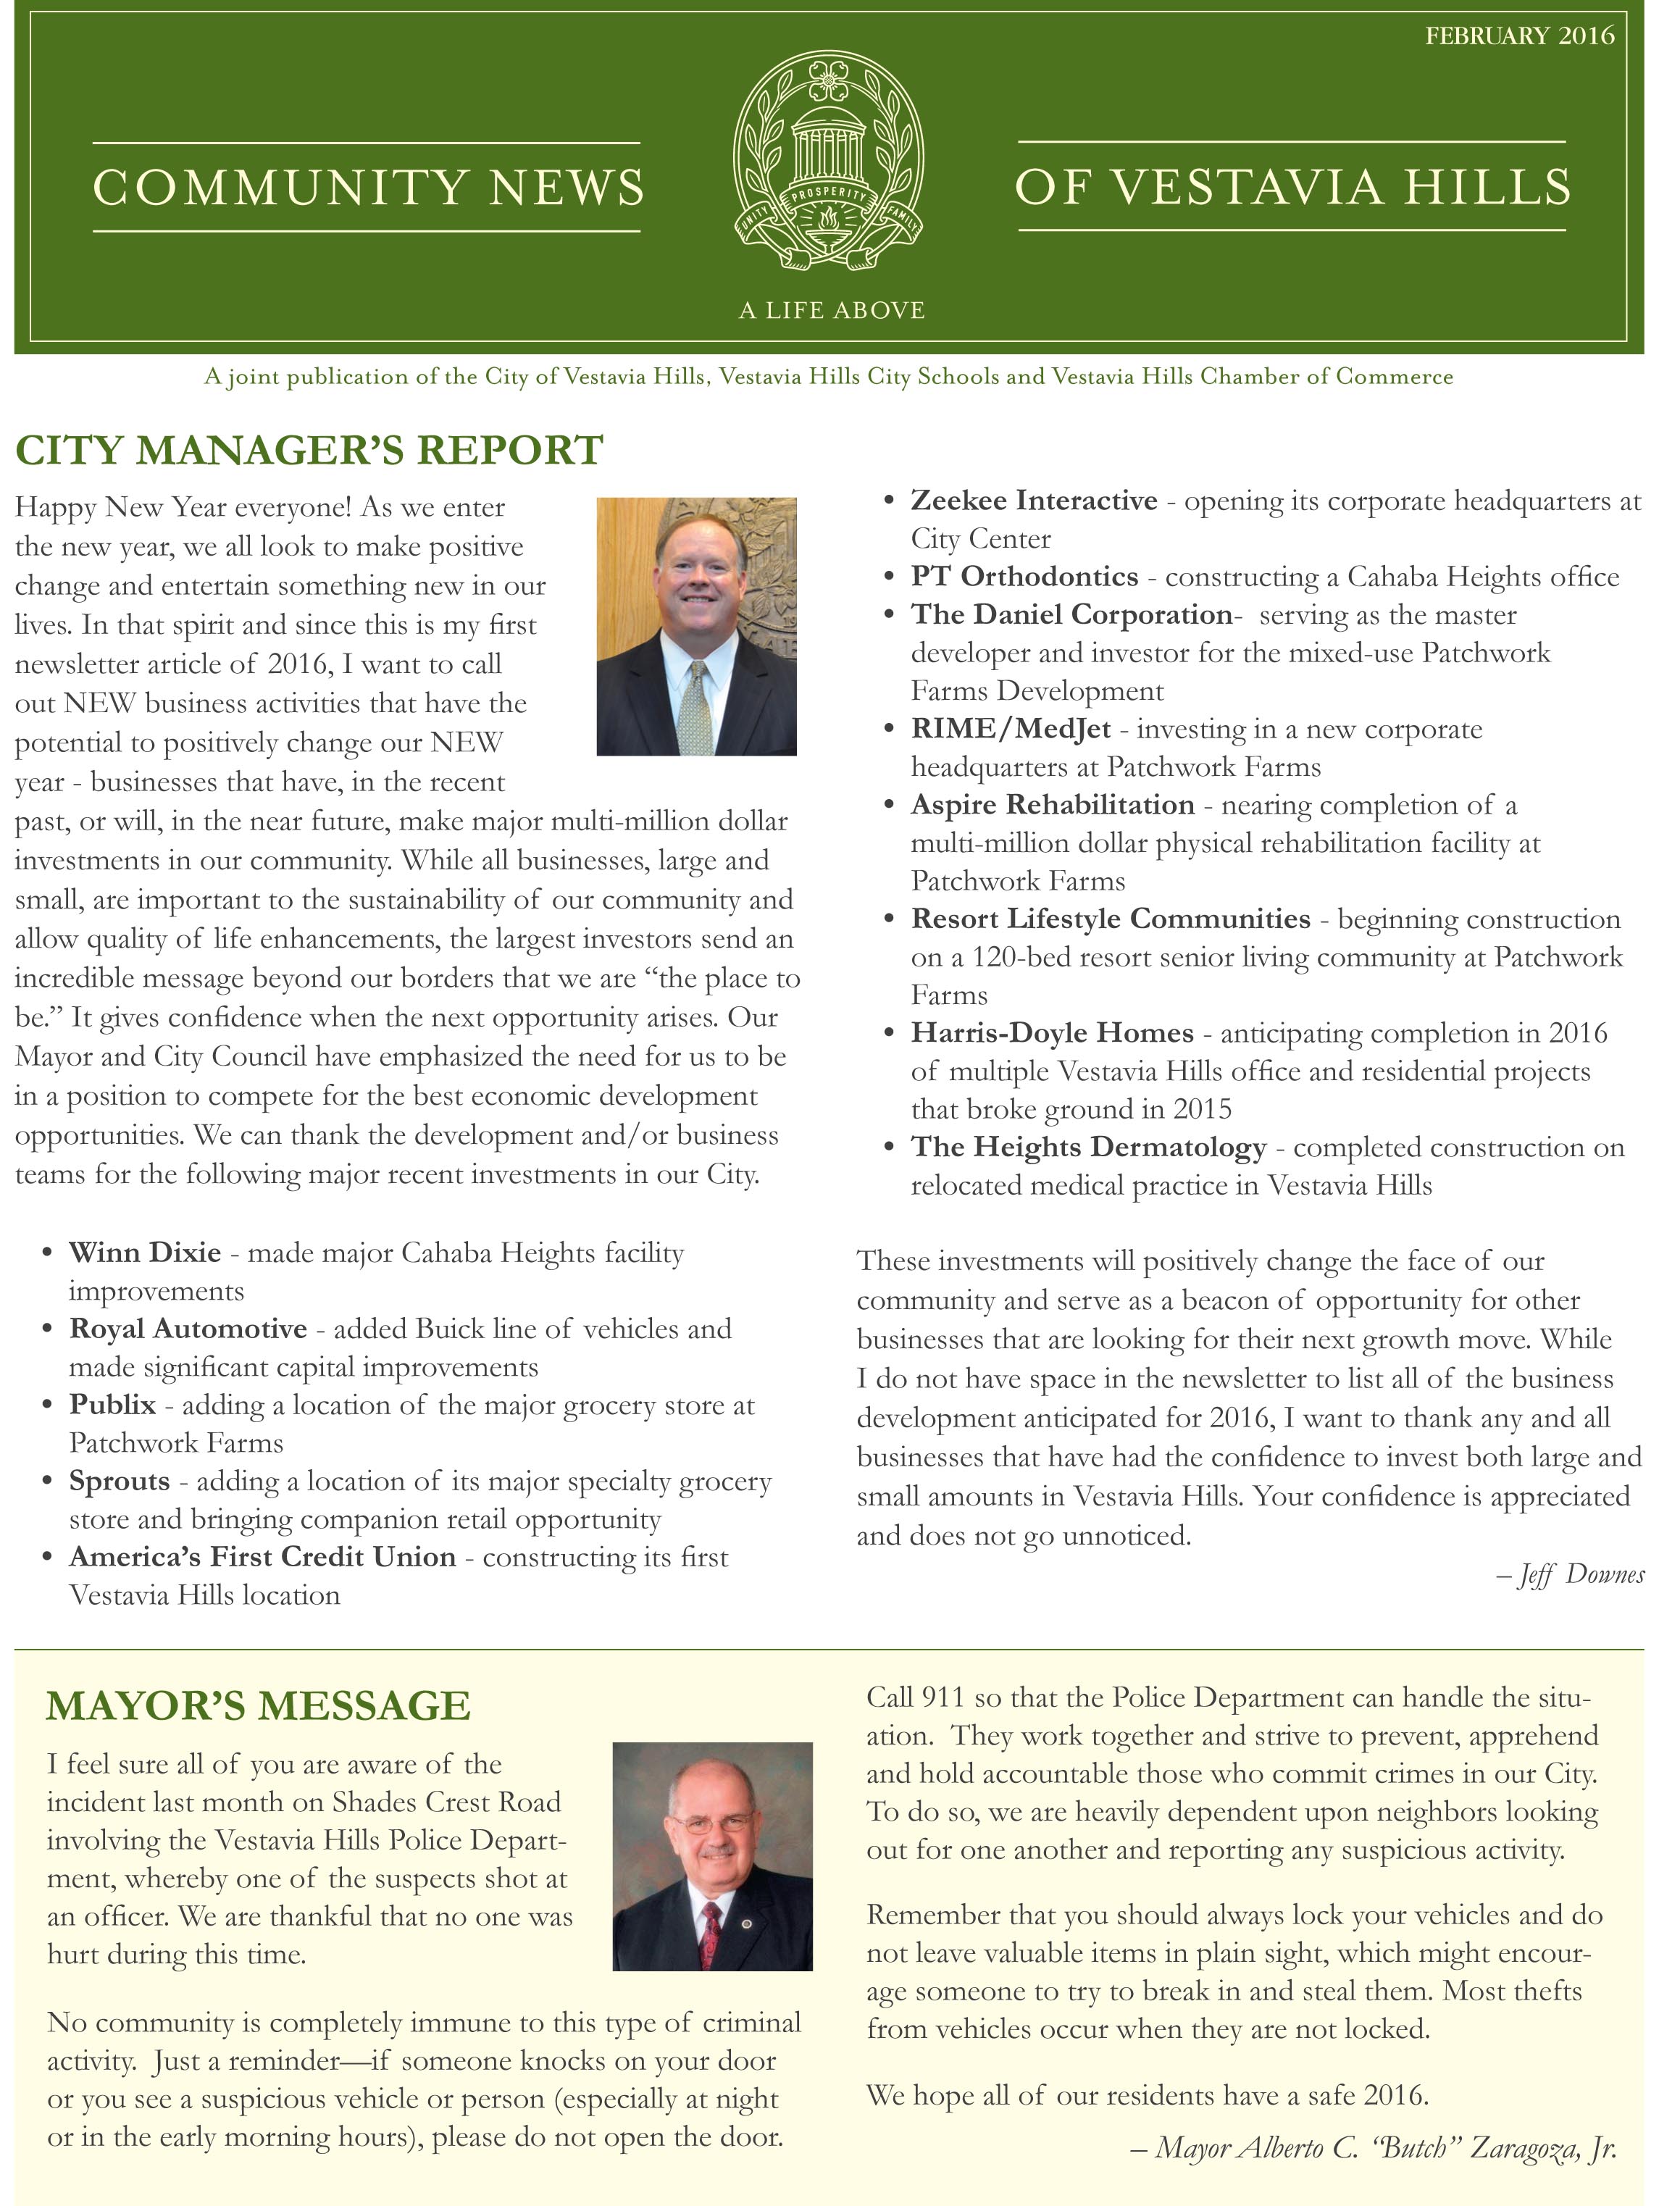 FEBRUARY 2016
COMMUNITY NEWS
OF VESTAVIA HILLS
UNITY
PROSPERITY
FAMILY
A LIFE ABOVE
A joint publication of the City of Vestavia Hills, Vestavia Hills City Schools and Vestavia Hills Chamber of Commerce
CITY MANAGER’S REPORT
Happy New Year everyone! As we enter
the new year, we all look to make positive
change and entertain something new in our
lives. In that spirit and since this is my first
newsletter article of 2016, I want to call
out NEW business activities that have the
potential to positively change our NEW
year - businesses that have, in the recent
past, or will, in the near future, make major multi-million dollar
investments in our community. While all businesses, large and
small, are important to the sustainability of our community and
allow quality of life enhancements, the largest investors send an
incredible message beyond our borders that we are “the place to
be.” It gives confidence when the next opportunity arises. Our
Mayor and City Council have emphasized the need for us to be
in a position to compete for the best economic development
opportunities. We can thank the development and/or business
teams for the following major recent investments in our City.
• Winn Dixie - made major Cahaba Heights facility
improvements
• Royal Automotive - added Buick line of vehicles and
made significant capital improvements
• Publix - adding a location of the major grocery store at
Patchwork Farms
• Sprouts - adding a location of its major specialty grocery
store and bringing companion retail opportunity
• America’s First Credit Union - constructing its first
Vestavia Hills location
• Zeekee Interactive - opening its corporate headquarters at
City Center
• PT Orthodontics - constructing a Cahaba Heights office
• The Daniel Corporation- serving as the master
developer and investor for the mixed-use Patchwork
Farms Development
• RIME/MedJet - investing in a new corporate
headquarters at Patchwork Farms
• Aspire Rehabilitation - nearing completion of a
multi-million dollar physical rehabilitation facility at
Patchwork Farms
• Resort Lifestyle Communities - beginning construction
on a 120-bed resort senior living community at Patchwork
Farms
• Harris-Doyle Homes - anticipating completion in 2016
of multiple Vestavia Hills office and residential projects
that broke ground in 2015
• The Heights Dermatology - completed construction on
relocated medical practice in Vestavia Hills
These investments will positively change the face of our
community and serve as a beacon of opportunity for other
businesses that are looking for their next growth move. While
I do not have space in the newsletter to list all of the business
development anticipated for 2016, I want to thank any and all
businesses that have had the confidence to invest both large and
small amounts in Vestavia Hills. Your confidence is appreciated
and does not go unnoticed.
– Jeff Downes
MAYOR’S MESSAGE
I feel sure all of you are aware of the
incident last month on Shades Crest Road
involving the Vestavia Hills Police Depart-
ment, whereby one of the suspects shot at
an officer. We are thankful that no one was
hurt during this time.
No community is completely immune to this type of criminal
activity. Just a reminder—if someone knocks on your door
or you see a suspicious vehicle or person (especially at night
or in the early morning hours), please do not open the door.
Call 911 so that the Police Department can handle the situ-
ation. They work together and strive to prevent, apprehend
and hold accountable those who commit crimes in our City.
To do so, we are heavily dependent upon neighbors looking
out for one another and reporting any suspicious activity.
Remember that you should always lock your vehicles and do
not leave valuable items in plain sight, which might encour-
age someone to try to break in and steal them. Most thefts
from vehicles occur when they are not locked.
We hope all of our residents have a safe 2016.
– Mayor Alberto C. “Butch” Zaragoza, Jr.